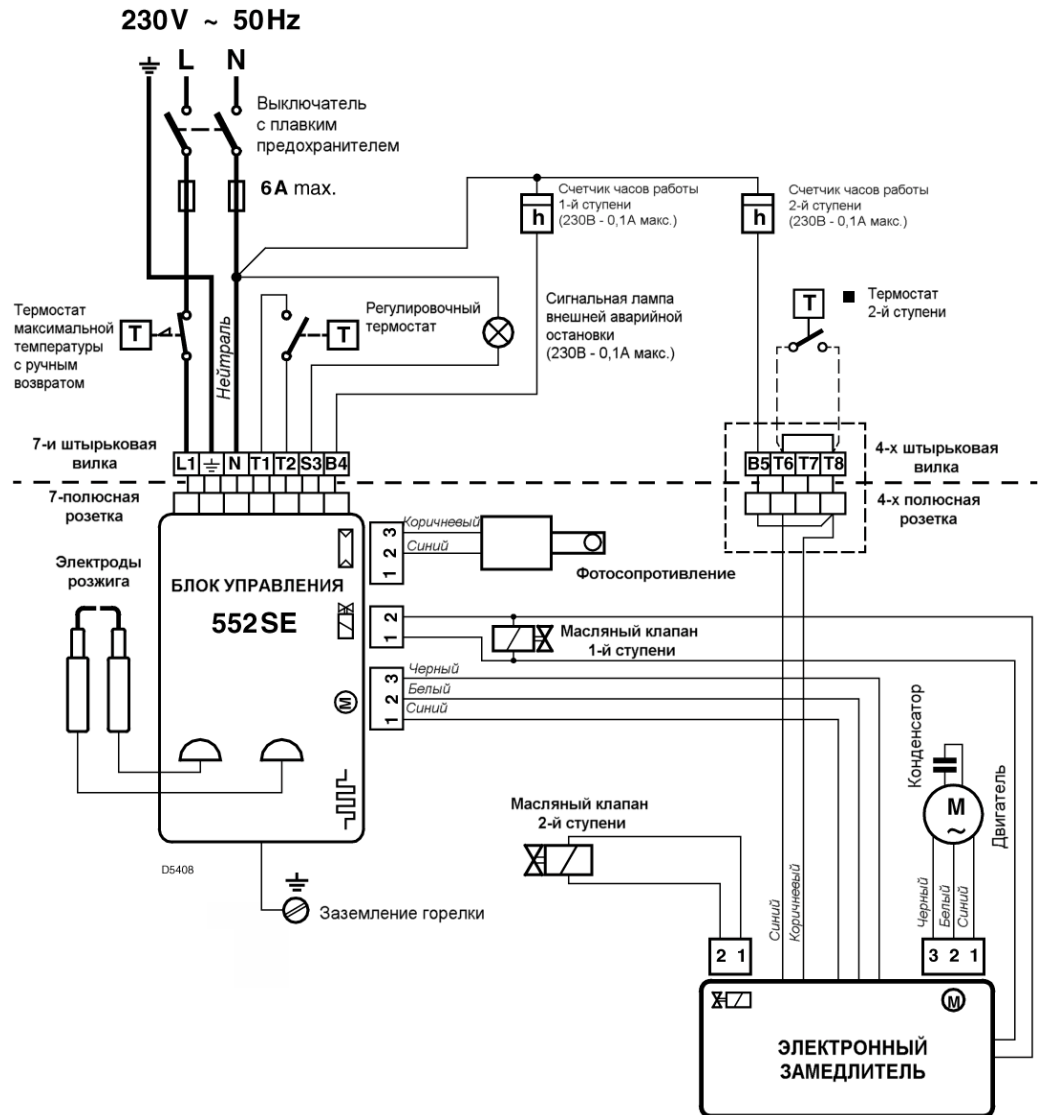 230V ~ 50Hz
L N
Выключатель
с плавким
предохранителем
6A max.
Счетчик часов работы
1-й ступени
(230В - 0,1А макс.)
h
Счетчик часов работы
2-й ступени
(230В - 0,1А макс.)
h
Термостат
максимальной
температуры
с ручным
возвратом
T
Нейтраль
Регулировочный
термостат
T
Сигнальная лампа
внешней аварийной
остановки
(230В - 0,1А макс.)
T
Термостат
2-й ступени
7-и штырьковая
вилка
L1 N T1 T2 S3 B4
B5 T6 T7 T8
4-х штырьковая
вилка
7-полюсная
розетка
4-х полюсная
розетка
Электроды
розжига
БЛОК УПРАВЛЕНИЯ
552SE
3
2
1
Коричневый
Синий
Фотосопротивление
2
1
Масляный клапан
1-й ступени
3
2
1
Черный
Белый
Синий
M
Конденсатор
M
~
Двигатель
Масляный клапан
2-й ступени
D5408
Заземление горелки
Синий
Коричневый
Черный
Белый
Синий
2 1
3 2 1
M
ЭЛЕКТРОННЫЙ
ЗАМЕДЛИТЕЛЬ